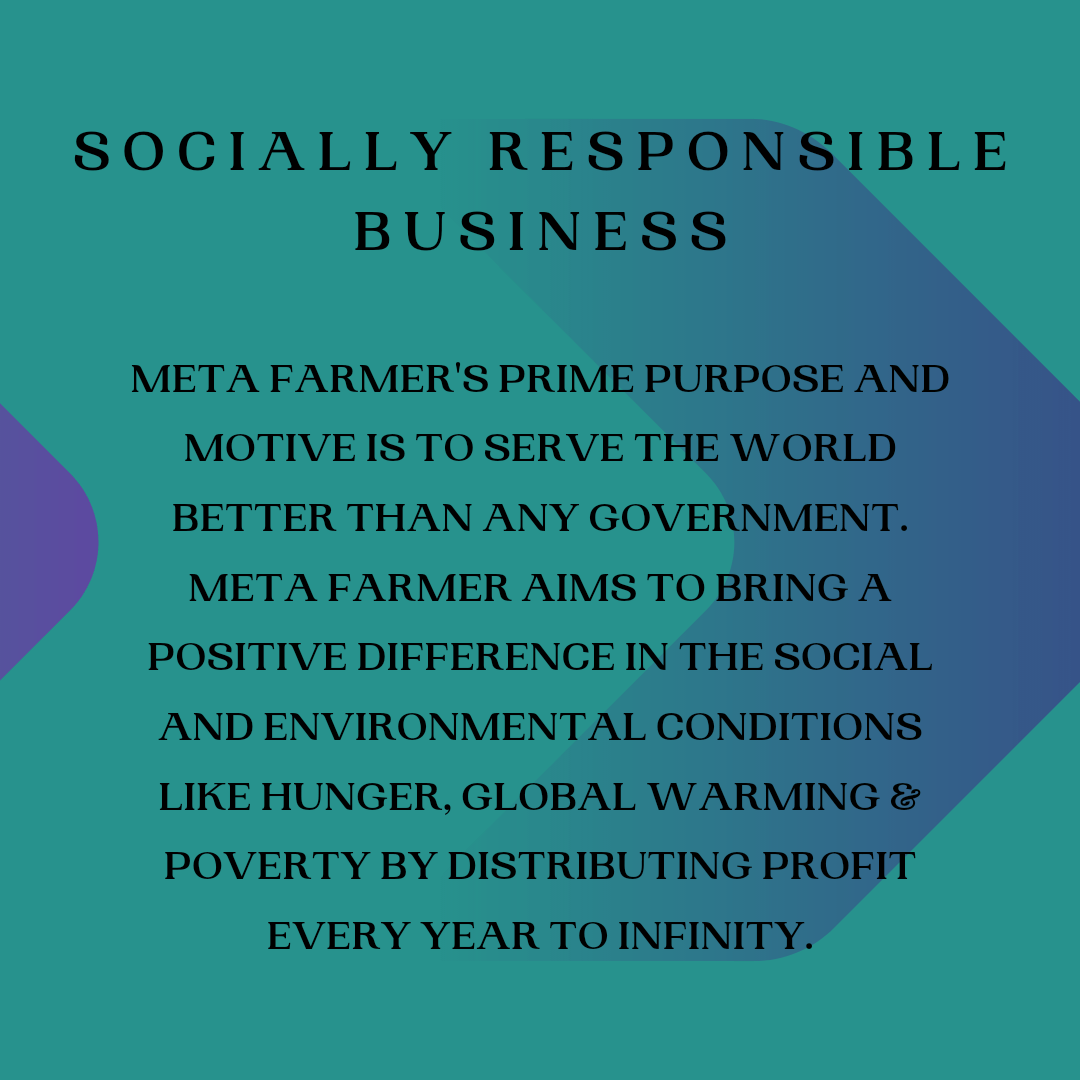 SOCIALLY RESPONSIBLE
BUSINESS
META FARMER'S PRIME PURPOSE AND
MOTIVE IS TO SERVE THE WORLD
BETTER THAN ANY GOVERNMENT.
META FARMER AIMS TO BRING A
POSITIVE DIFFERENCE IN THE SOCIAL
AND ENVIRONMENTAL CONDITIONS
LIKE HUNGER, GLOBAL WARMING &
POVERTY BY DISTRIBUTING PROFIT
EVERY YEAR TO INFINITY.